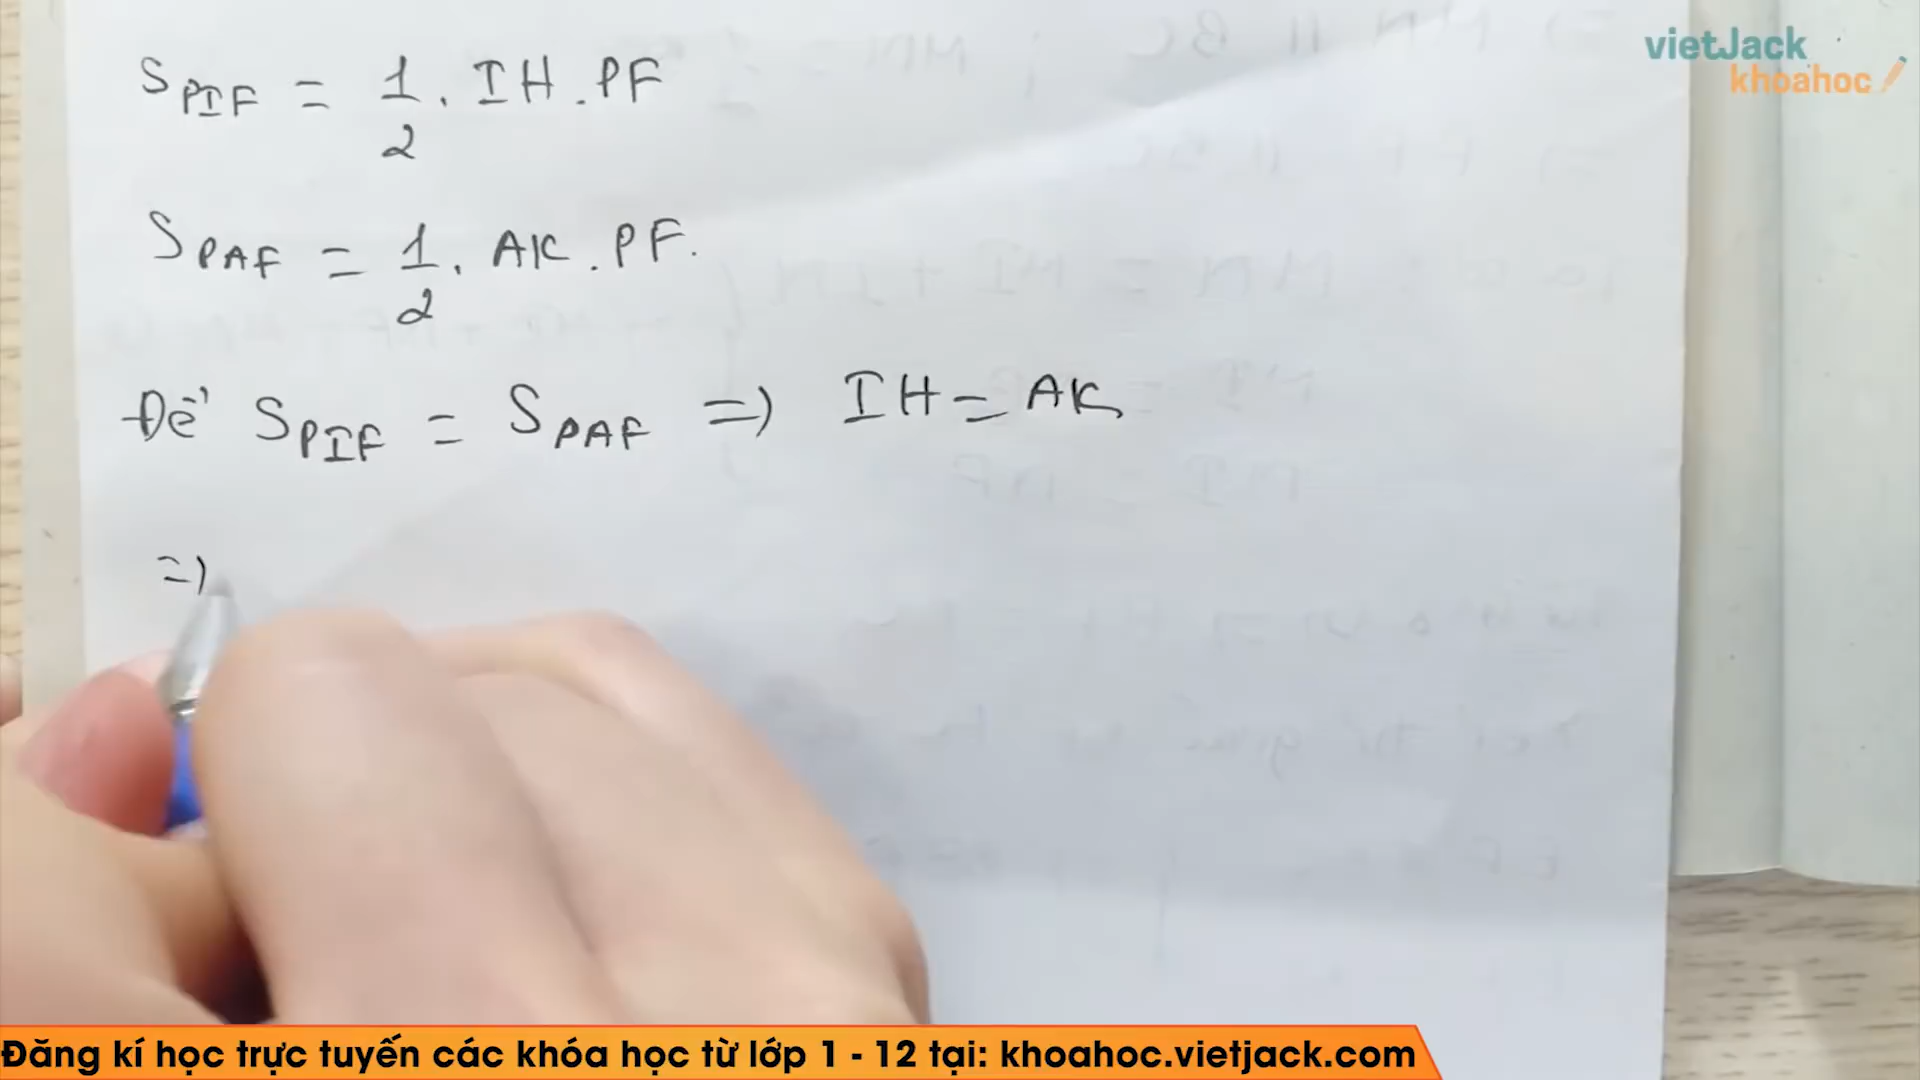 vietJack
khoahoc
S_PIF = 1/2 . IH . PF
S_PAF = 1/2 . AK . PF.
Để S_PIF = S_PAF => IH = AK
=>
Đăng kí học trực tuyến các khóa học từ lớp 1 - 12 tại: khoahoc.vietjack.com